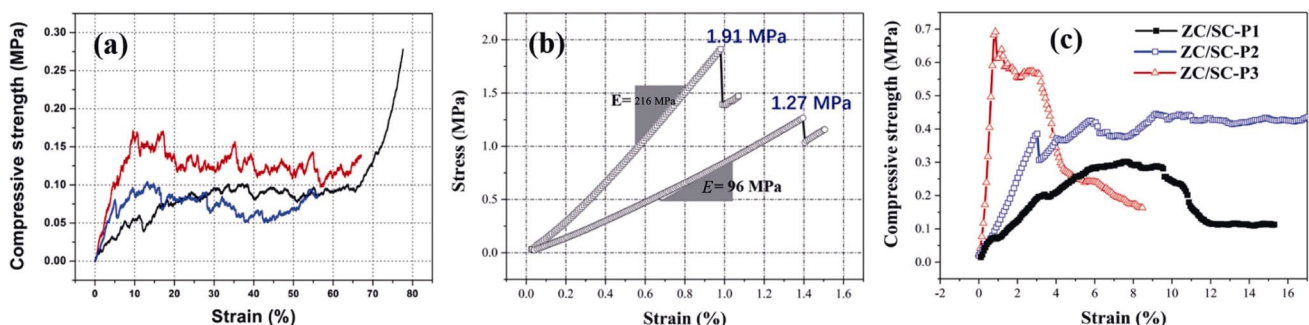 (a)
Compressive strength (MPa)
0.30
0.25
0.20
0.15
0.10
0.05
0.00
0 10 20 30 40 50 60 70 80
Strain (%)
(b)
Stress (MPa)
2.0
1.5
1.0
0.5
0.0
1.91 MPa
E= 216 MPa
1.27 MPa
E= 96 MPa
0.0 0.2 0.4 0.6 0.8 1.0 1.2 1.4 1.6
Strain (%)
(c)
Compressive strength (MPa)
0.7
0.6
0.5
0.4
0.3
0.2
0.1
0.0
ZC/SC-P1
ZC/SC-P2
ZC/SC-P3
-2 0 2 4 6 8 10 12 14 16
Strain (%)